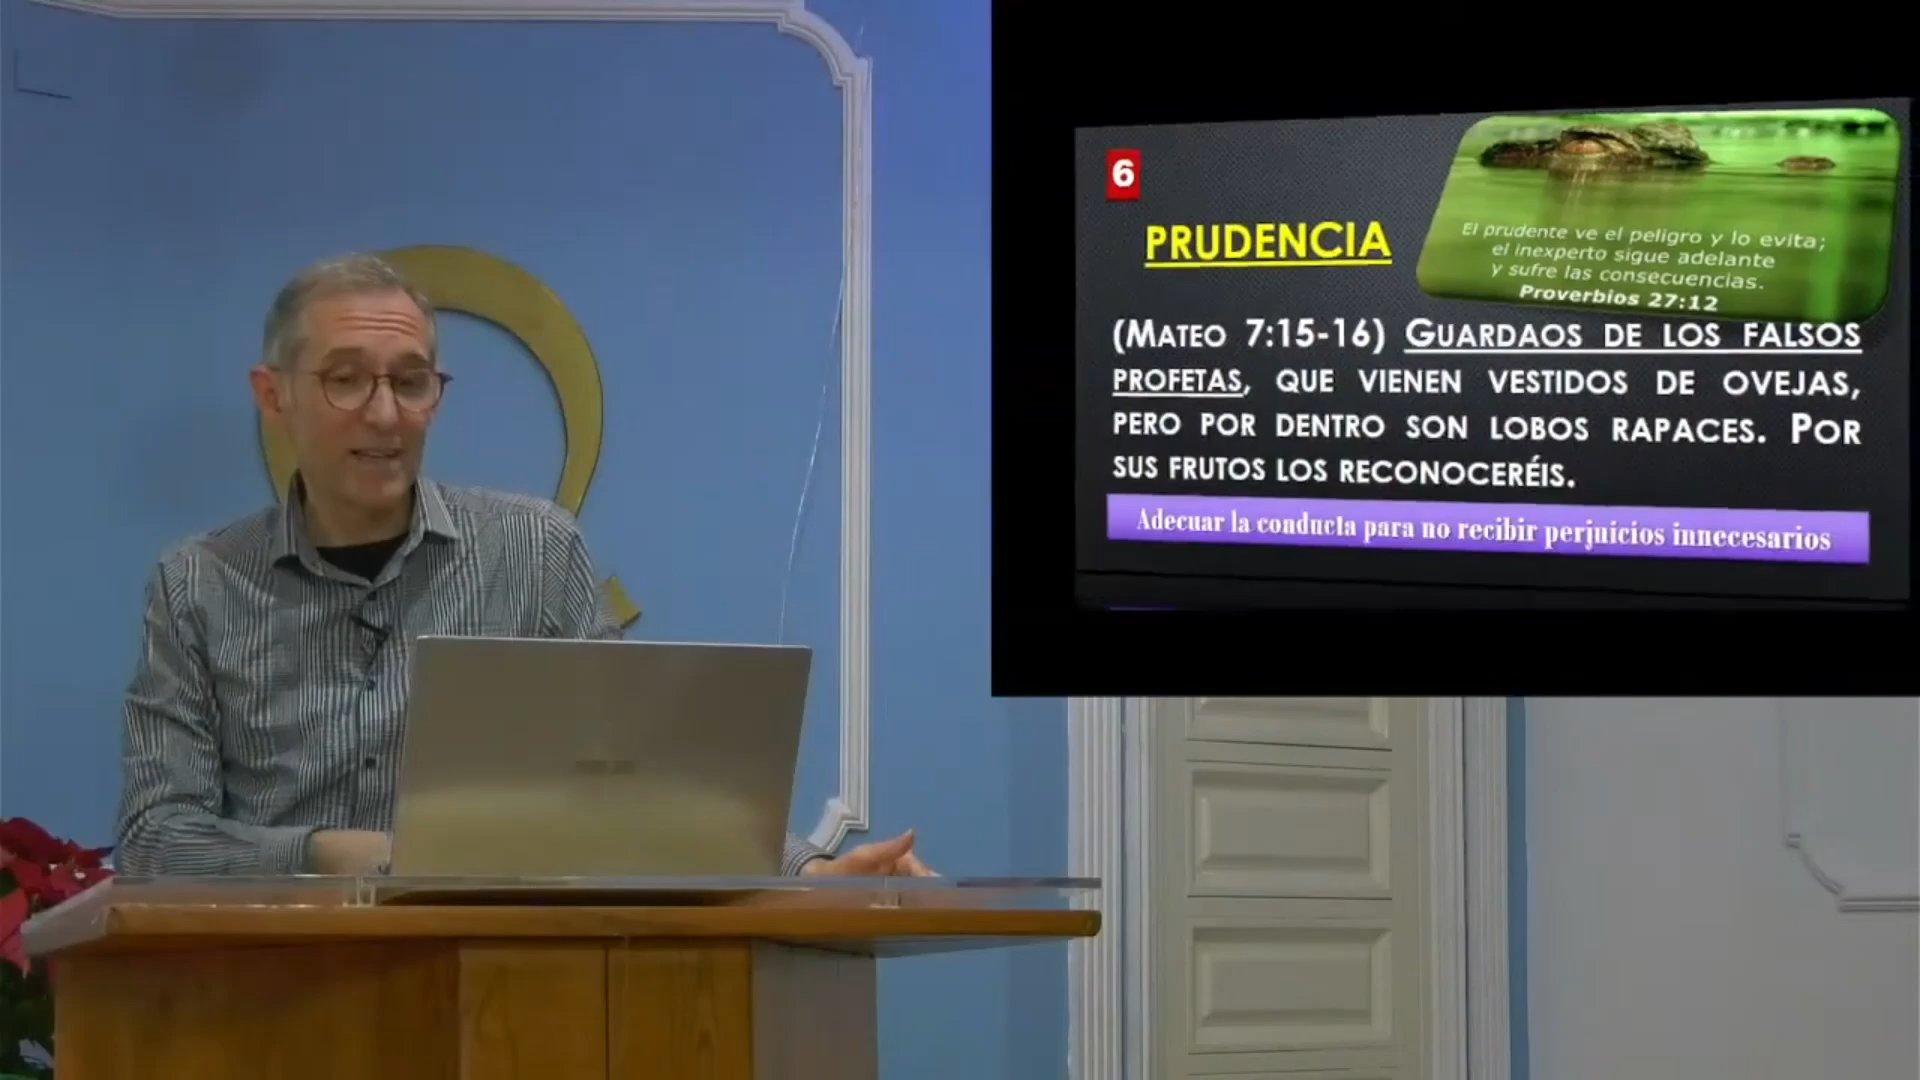 6
PRUDENCIA
El prudente ve el peligro y lo evita;
el inexperto sigue adelante
y sufre las consecuencias.
Proverbios 27:12
(Mateo 7:15-16) Guardaos de los falsos
profetas, que vienen vestidos de ovejas,
pero por dentro son lobos rapaces. Por
sus frutos los reconoceréis.
Adecuar la conducta para no recibir perjuicios innecesarios